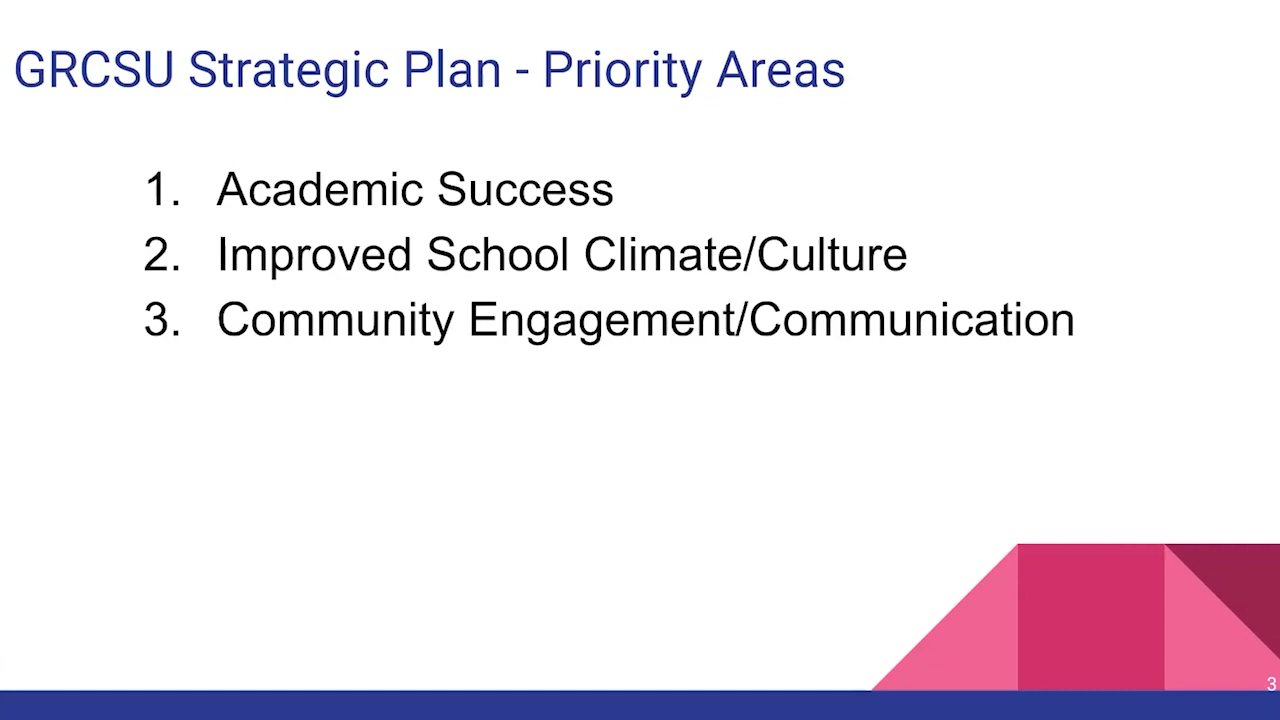 GRCSU Strategic Plan - Priority Areas
1. Academic Success
2. Improved School Climate/Culture
3. Community Engagement/Communication
3